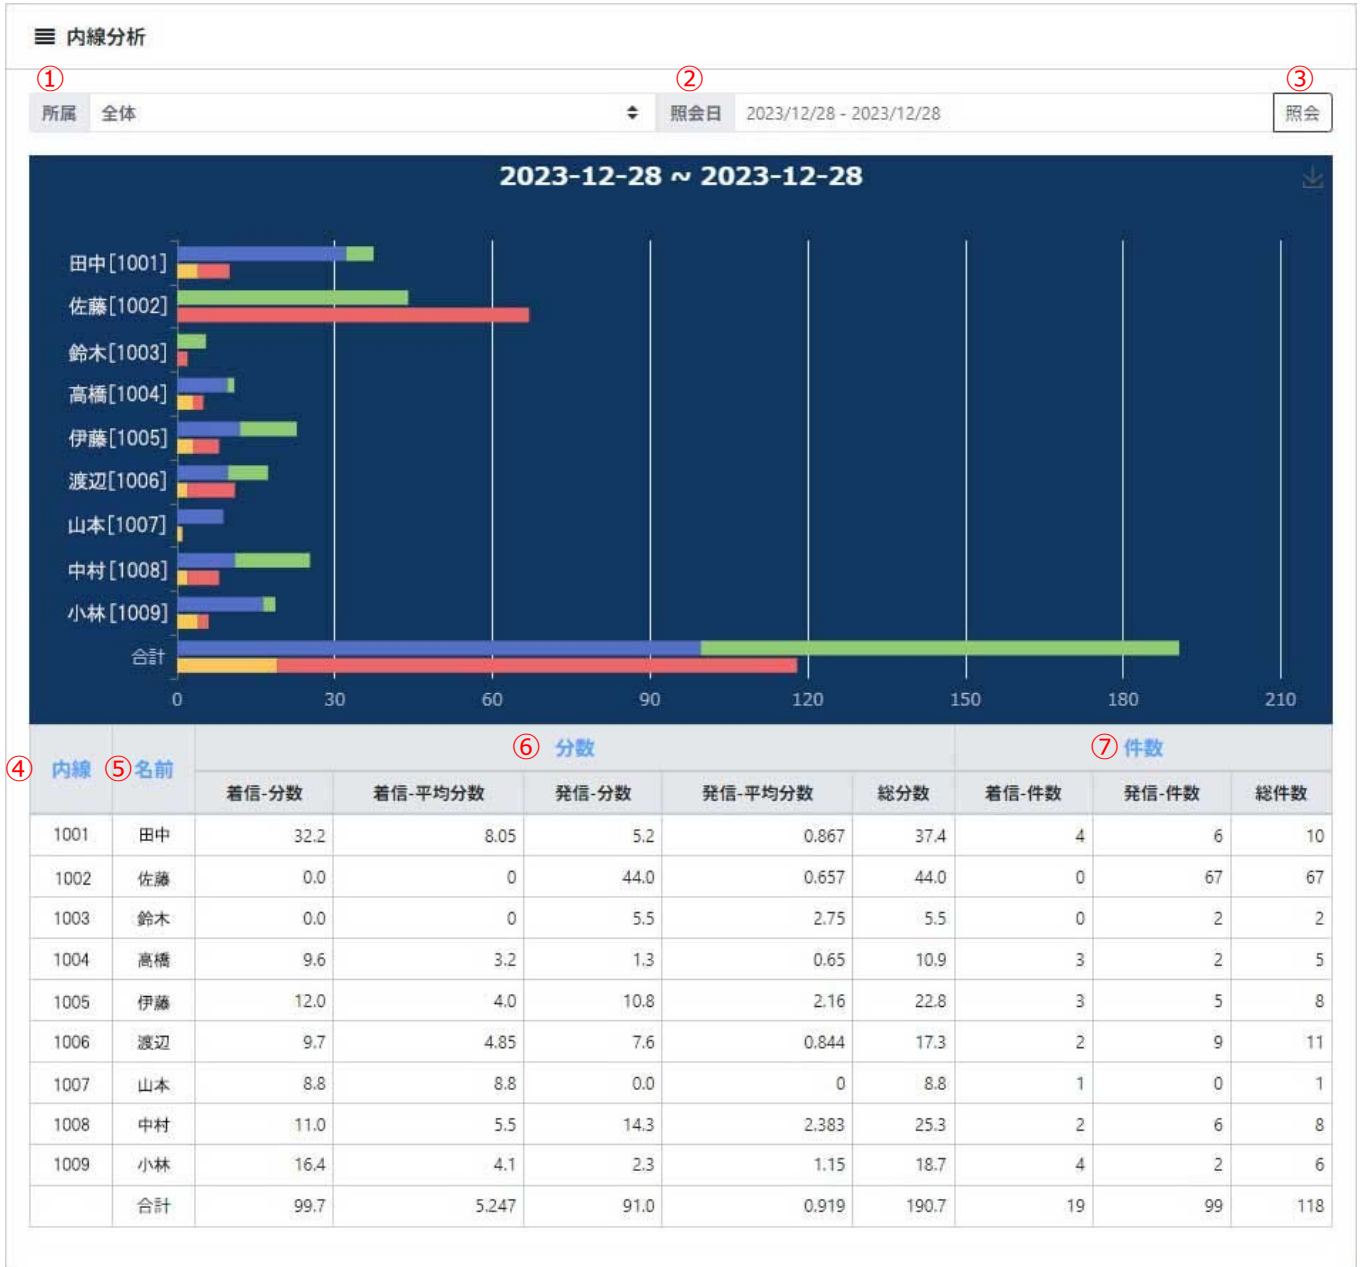 内線分析
① ② ③
所属 全体 照会日 2023/12/28 - 2023/12/28 照会
2023-12-28 ~ 2023-12-28
田中[1001]
佐藤[1002]
鈴木[1003]
高橋[1004]
伊藤[1005]
渡辺[1006]
山本[1007]
中村[1008]
小林[1009]
合計
0 30 60 90 120 150 180 210
④ 内線 ⑤ 名前 ⑥ 分数 ⑦ 件数
着信-分数 着信-平均分数 発信-分数 発信-平均分数 総分数 着信-件数 発信-件数 総件数
1001 田中 32.2 8.05 5.2 0.867 37.4 4 6 10
1002 佐藤 0.0 0 44.0 0.657 44.0 0 67 67
1003 鈴木 0.0 0 5.5 2.75 5.5 0 2 2
1004 高橋 9.6 3.2 1.3 0.65 10.9 3 2 5
1005 伊藤 12.0 4.0 10.8 2.16 22.8 3 5 8
1006 渡辺 9.7 4.85 7.6 0.844 17.3 2 9 11
1007 山本 8.8 8.8 0.0 0 8.8 1 0 1
1008 中村 11.0 5.5 14.3 2.383 25.3 2 6 8
1009 小林 16.4 4.1 2.3 1.15 18.7 4 2 6
合計 99.7 5.247 91.0 0.919 190.7 19 99 118